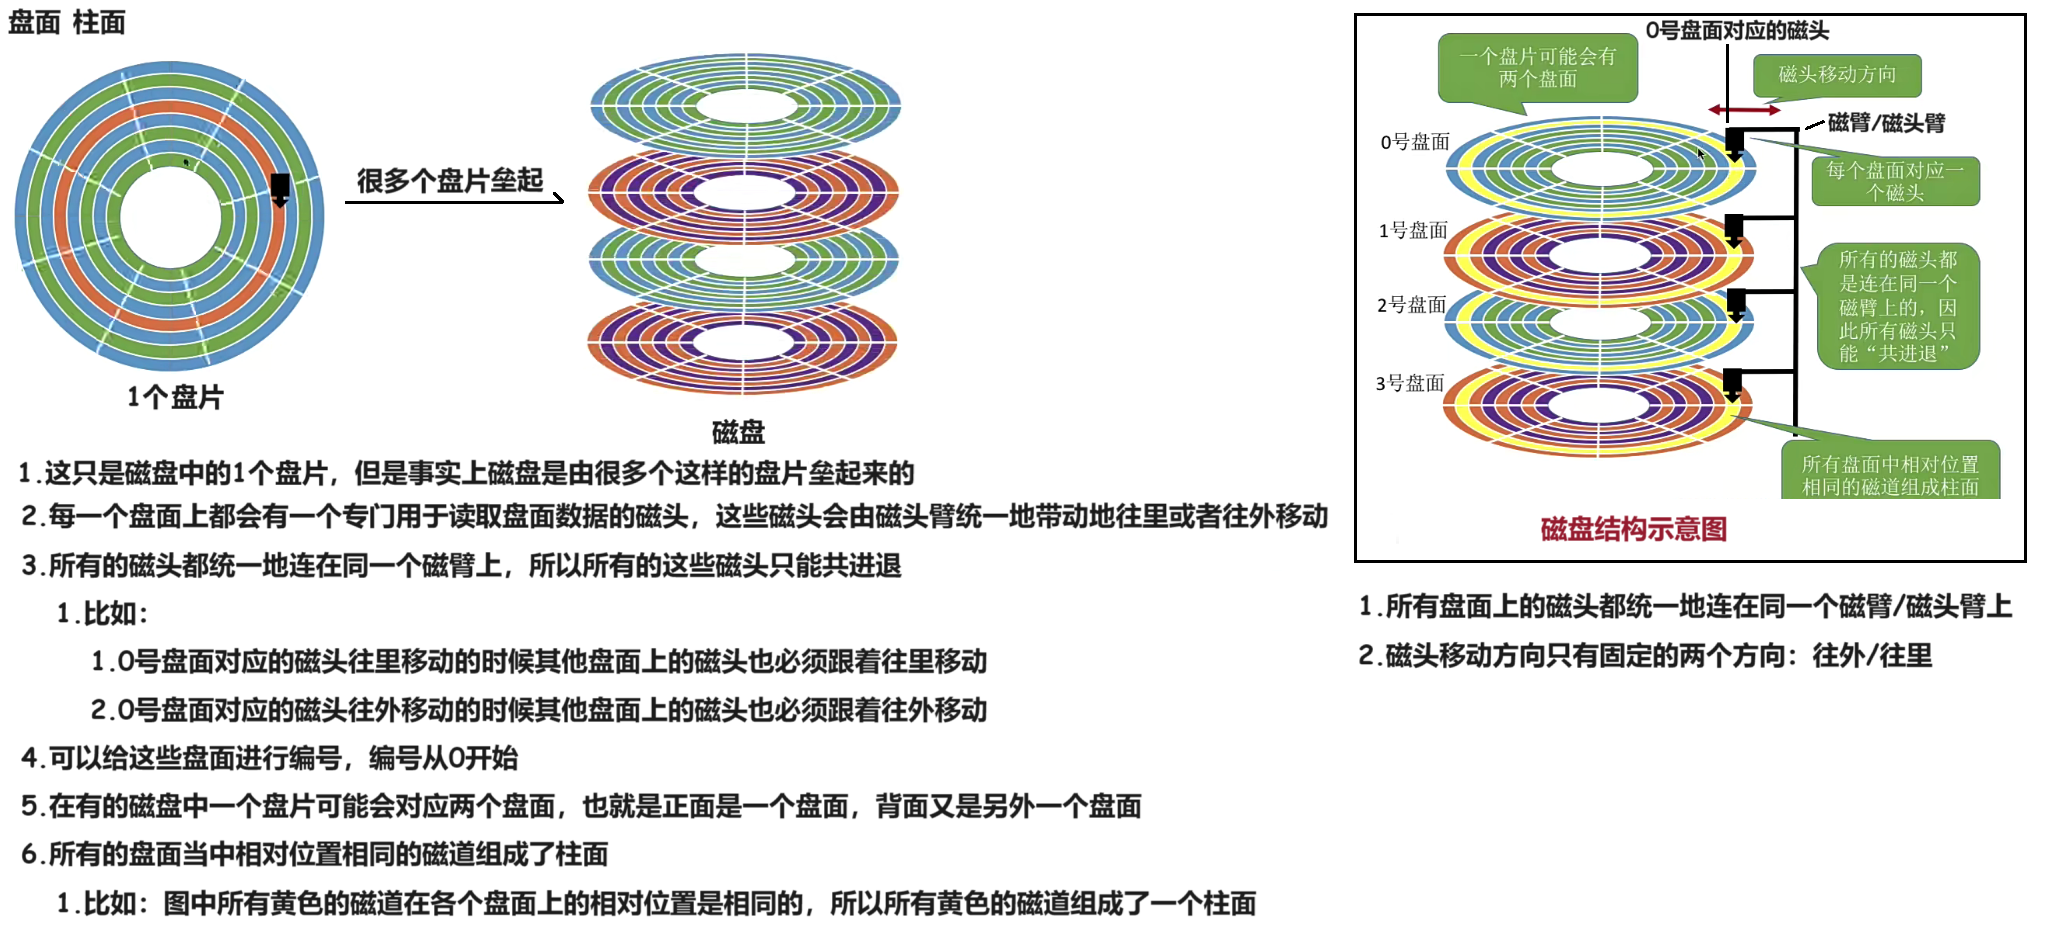 盘面 柱面
1个盘片
很多个盘片垒起
磁盘
1.这只是磁盘中的1个盘片，但是事实上磁盘是由很多个这样的盘片垒起来的
2.每一个盘面上都会有一个专门用于读取盘面数据的磁头，这些磁头会由磁头臂统一地带动地往里或者往外移动
3.所有的磁头都统一地连在同一个磁臂上，所以所有的这些磁头只能共进退
1.比如：
1.0号盘面对应的磁头往里移动的时候其他盘面上的磁头也必须跟着往里移动
2.0号盘面对应的磁头往外移动的时候其他盘面上的磁头也必须跟着往外移动
4.可以给这些盘面进行编号，编号从0开始
5.在有的磁盘中一个盘片可能会对应两个盘面，也就是正面是一个盘面，背面又是另外一个盘面
6.所有的盘面当中相对位置相同的磁道组成了柱面
1.比如：图中所有黄色的磁道在各个盘面上的相对位置是相同的，所以所有黄色的磁道组成了一个柱面
0号盘面对应的磁头
一个盘片可能会有
两个盘面
磁头移动方向
磁臂/磁头臂
0号盘面
每个盘面对应一
个磁头
1号盘面
所有的磁头都
是连在同一个
磁臂上的，因
此所有磁头只
能“共进退”
2号盘面
3号盘面
所有盘面中相对位置
相同的磁道组成柱面
磁盘结构示意图
1.所有盘面上的磁头都统一地连在同一个磁臂/磁头臂上
2.磁头移动方向只有固定的两个方向：往外/往里